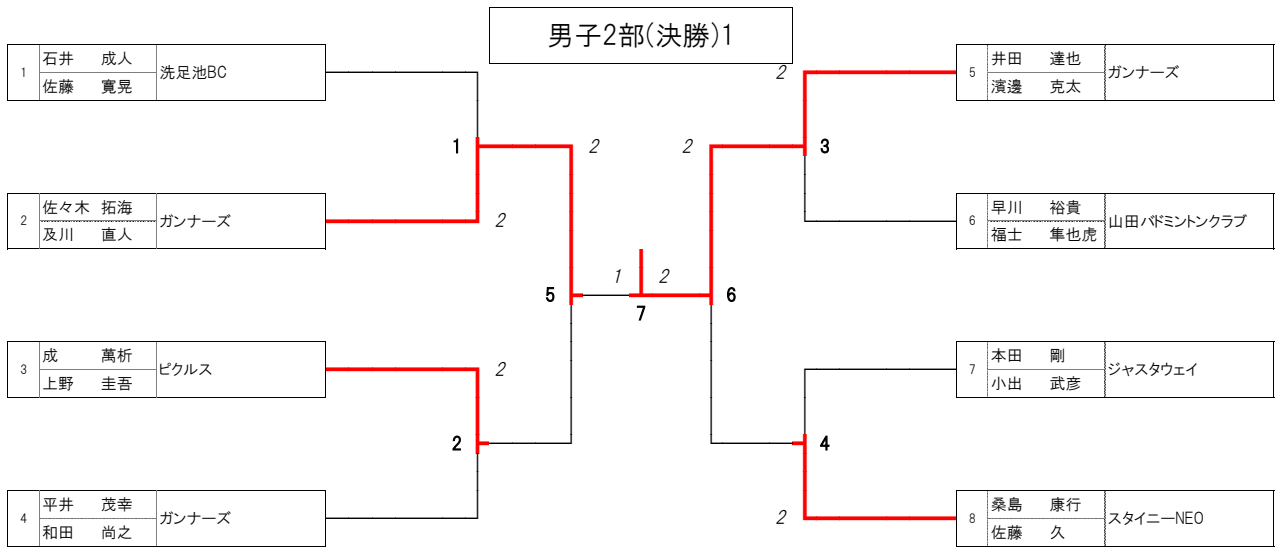 男子2部(決勝)1
1
石井 成人
佐藤 寛晃
洗足池BC
2
佐々木 拓海
及川 直人
ガンナーズ
3
成 萬析
上野 圭吾
ピクルス
4
平井 茂幸
和田 尚之
ガンナーズ
1
2
2
2
2
5
1
2
7
2
2
3
6
4
2
5
井田 達也
濱邊 克太
ガンナーズ
6
早川 裕貴
福士 隼也虎
山田バドミントンクラブ
7
本田 剛
小出 武彦
ジャスタウェイ
8
桑島 康行
佐藤 久
スタイニーNEO